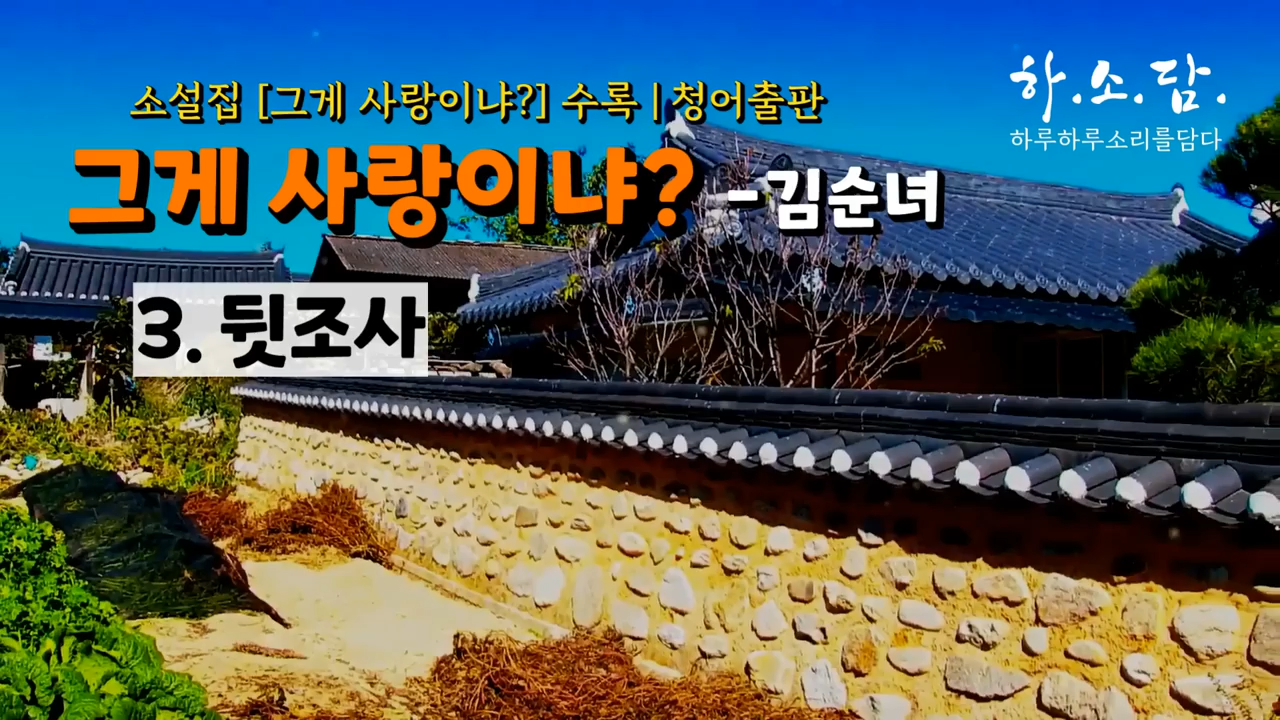 소설집 [그게 사랑이냐?] 수록 | 청어출판
그게 사랑이냐? -김순녀
3. 뒷조사
하.소.담.
하루하루소리를담다